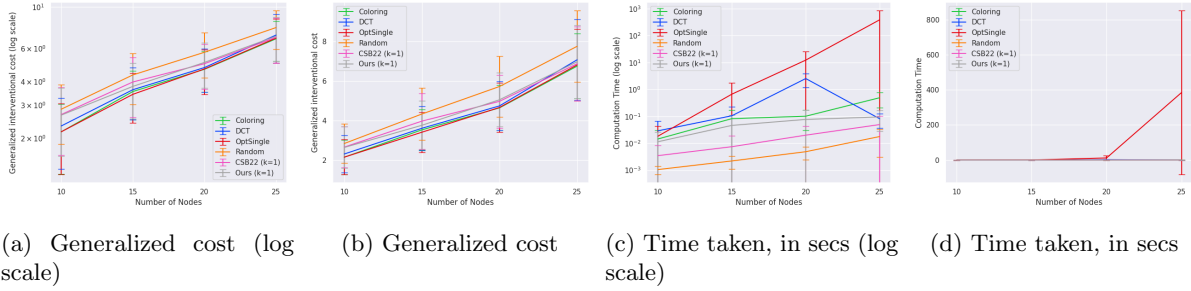 Generalized interventional cost (log scale)
10¹
6 × 10⁰
4 × 10⁰
3 × 10⁰
2 × 10⁰
10
15
20
25
Number of Nodes
Coloring
DCT
OptSingle
Random
CSB22 (k=1)
Ours (k=1)
Generalized interventional cost
8
6
4
2
10
15
20
25
Number of Nodes
Coloring
DCT
OptSingle
Random
CSB22 (k=1)
Ours (k=1)
Computation Time (log scale)
10³
10²
10¹
10⁰
10⁻¹
10⁻²
10⁻³
10
15
20
25
Number of Nodes
Coloring
DCT
OptSingle
Random
CSB22 (k=1)
Ours (k=1)
Computation Time
800
600
400
200
0
10
15
20
25
Number of Nodes
Coloring
DCT
OptSingle
Random
CSB22 (k=1)
Ours (k=1)
(a) Generalized cost (log
scale)
(b) Generalized cost
(c) Time taken, in secs (log
scale)
(d) Time taken, in secs